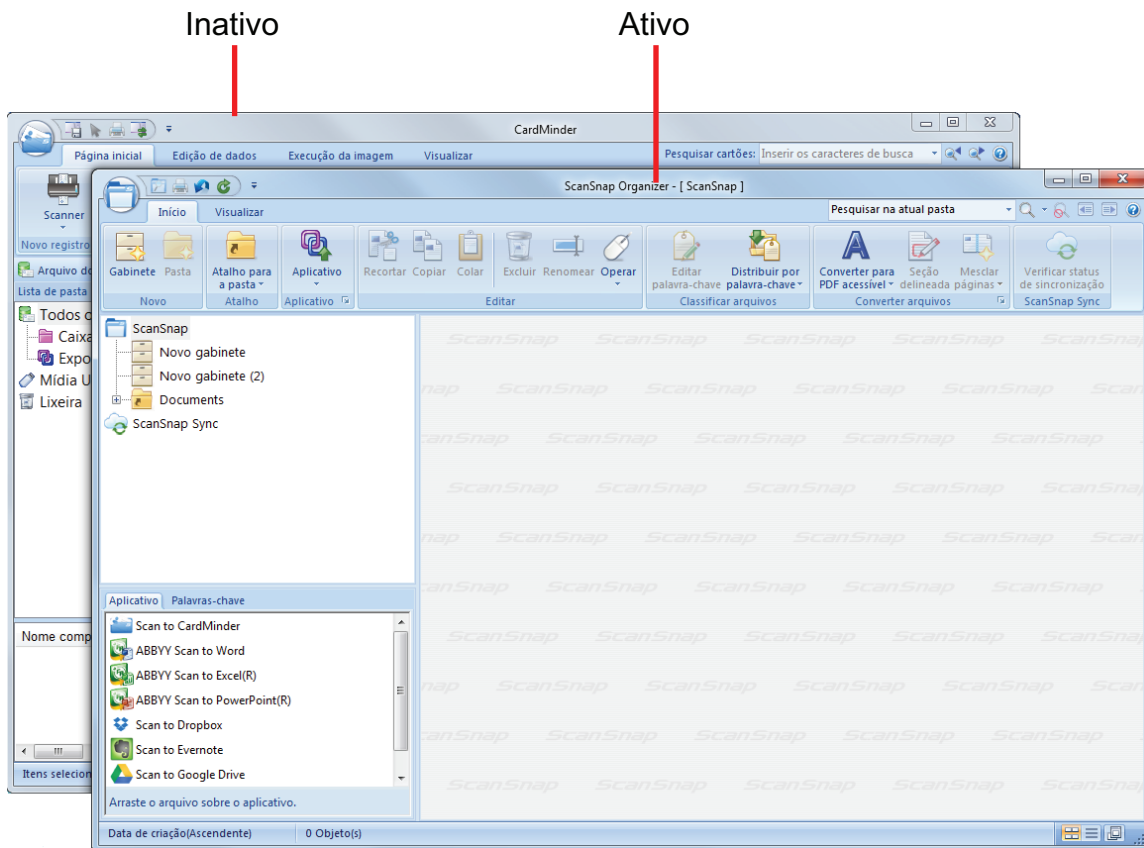 Inativo
Ativo
CardMinder
Página inicial Edição de dados Execução da imagem Visualizar Pesquisar cartões: Inserir os caracteres de busca
Scanner
Novo registro
Arquivo do
Lista de pasta
Todos o
Caixa
Expo
Mídia U
Lixeira
Nome comp
Itens selecion
ScanSnap Organizer - [ ScanSnap ]
Início Visualizar Pesquisar na atual pasta
Gabinete Pasta Atalho para a pasta Aplicativo Recortar Copiar Colar Excluir Renomear Operar Editar palavra-chave Distribuir por palavra-chave Converter para PDF acessível Seção delineada Mesclar páginas Verificar status de sincronização
Novo Atalho Aplicativo Editar Classificar arquivos Converter arquivos ScanSnap Sync
ScanSnap
Novo gabinete
Novo gabinete (2)
Documents
ScanSnap Sync
Aplicativo Palavras-chave
Scan to CardMinder
ABBYY Scan to Word
ABBYY Scan to Excel(R)
ABBYY Scan to PowerPoint(R)
Scan to Dropbox
Scan to Evernote
Scan to Google Drive
Arraste o arquivo sobre o aplicativo.
Data de criação(Ascendente) 0 Objeto(s)
ScanSnap ScanSnap ScanSnap ScanSnap ScanSnap